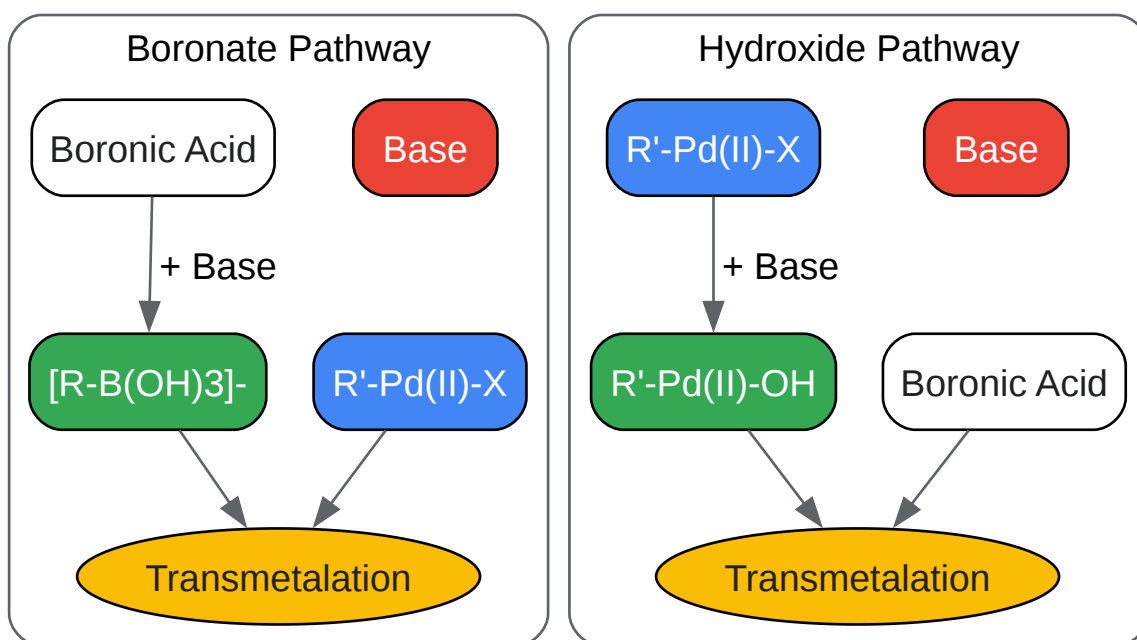 Boronate Pathway
Boronic Acid
Base
+ Base
[R-B(OH)3]-
R'-Pd(II)-X
Transmetalation
Hydroxide Pathway
R'-Pd(II)-X
Base
+ Base
R'-Pd(II)-OH
Boronic Acid
Transmetalation